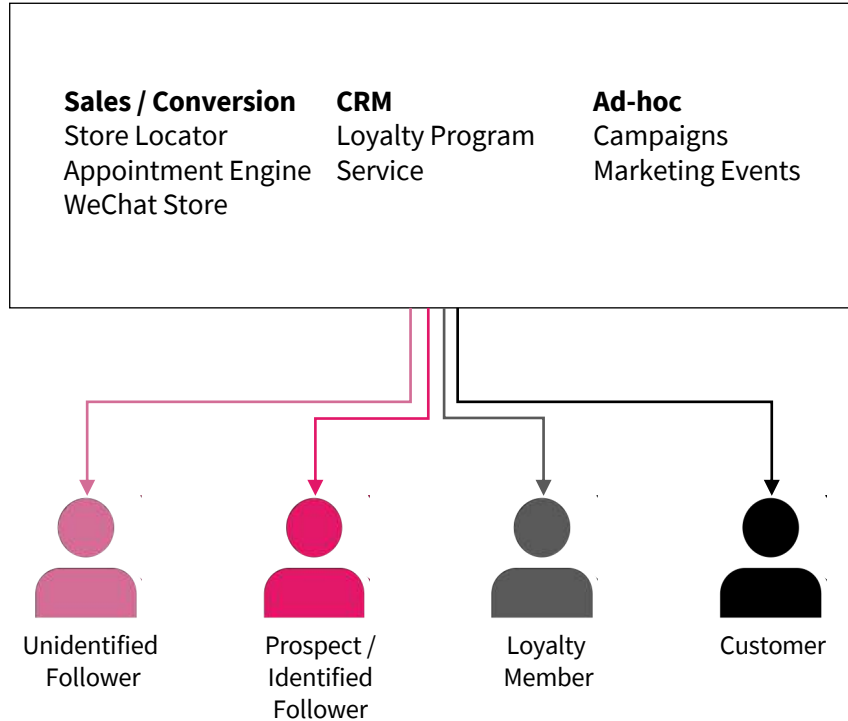 Sales / Conversion
Store Locator
Appointment Engine
WeChat Store
CRM
Loyalty Program
Service
Ad-hoc
Campaigns
Marketing Events
Unidentified
Follower
Prospect /
Identified
Follower
Loyalty
Member
Customer